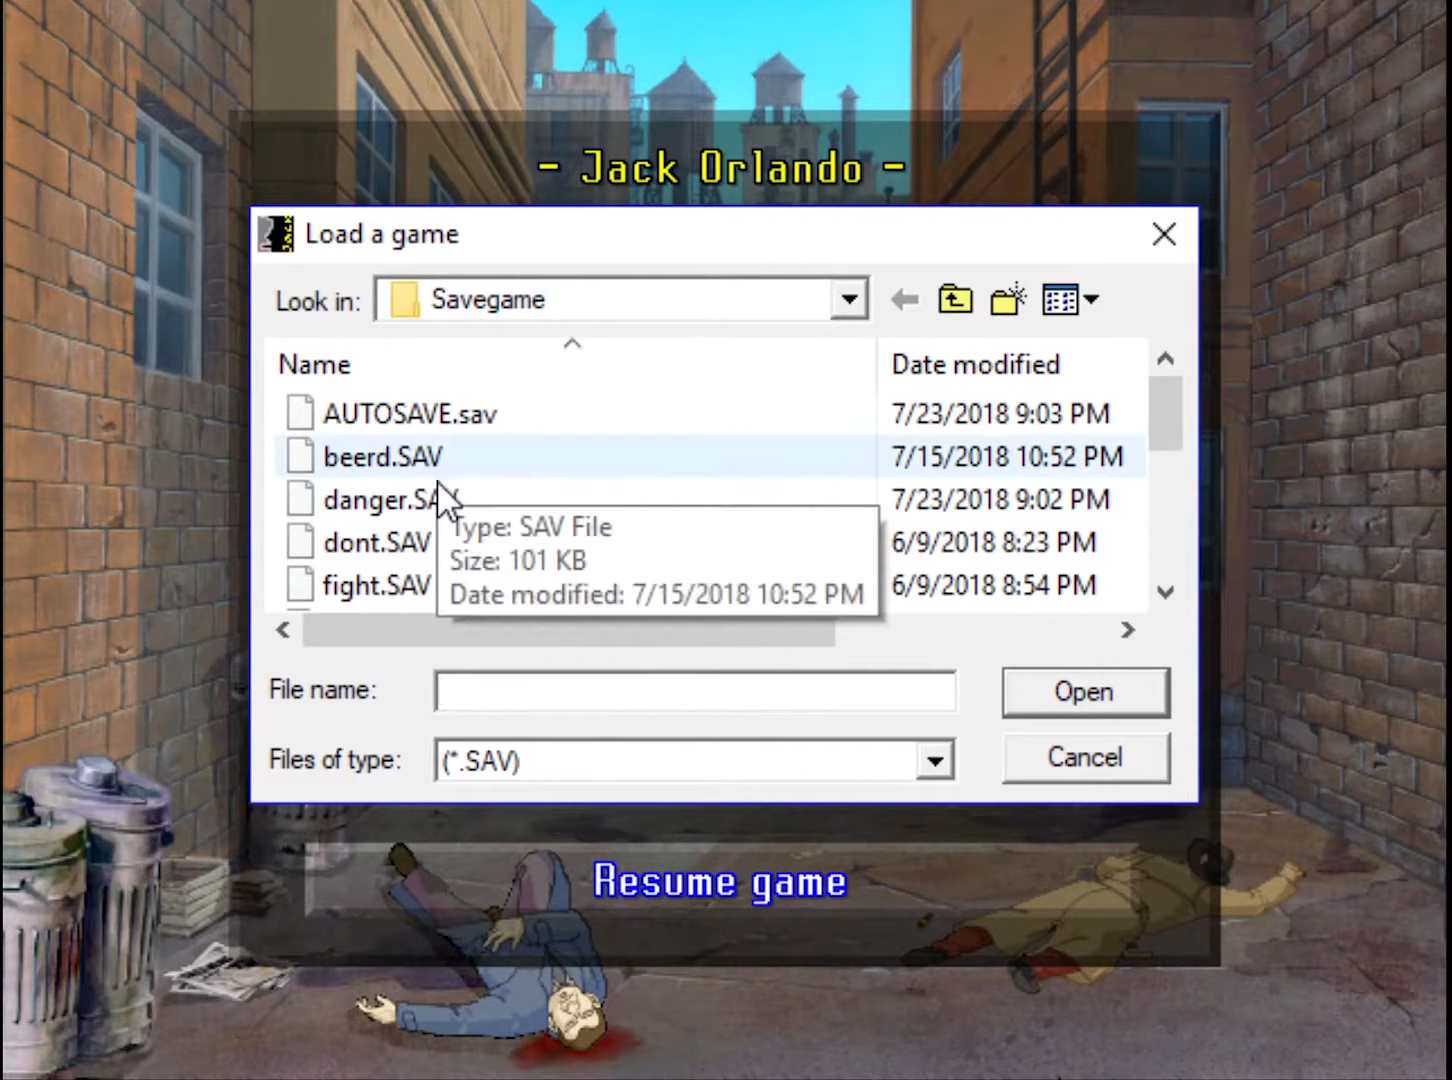 - Jack Orlando -
Load a game
Look in: Savegame
Name Date modified
AUTOSAVE.sav 7/23/2018 9:03 PM
beerd.SAV 7/15/2018 10:52 PM
danger.SAV 7/23/2018 9:02 PM
dont.SAV 6/9/2018 8:23 PM
fight.SAV 6/9/2018 8:54 PM
Type: SAV File
Size: 101 KB
Date modified: 7/15/2018 10:52 PM
File name:
Open
Files of type: (*.SAV)
Cancel
Resume game